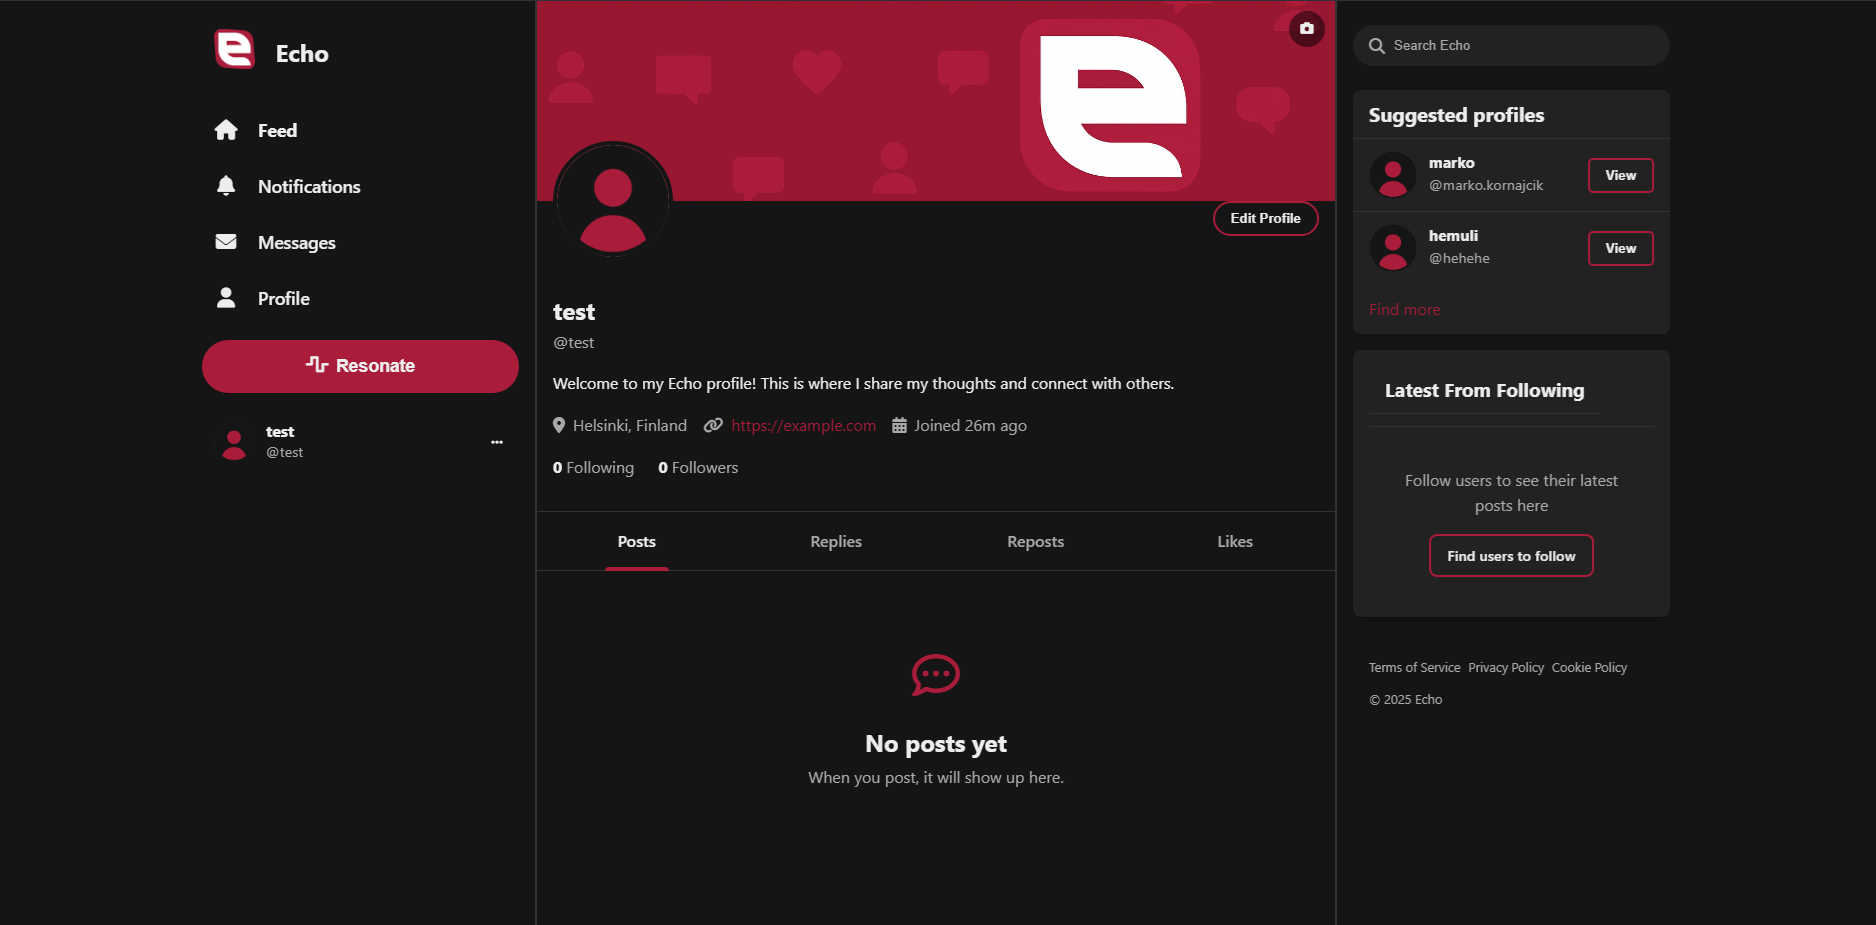 Echo
Feed
Notifications
Messages
Profile
Resonate
test
@test
Edit Profile
test
@test
Welcome to my Echo profile! This is where I share my thoughts and connect with others.
Helsinki, Finland https://example.com Joined 26m ago
0 Following 0 Followers
Posts Replies Reposts Likes
No posts yet
When you post, it will show up here.
Search Echo
Suggested profiles
marko
@marko.kornajcik
View
hemuli
@hehehe
View
Find more
Latest From Following
Follow users to see their latest
posts here
Find users to follow
Terms of Service Privacy Policy Cookie Policy
© 2025 Echo